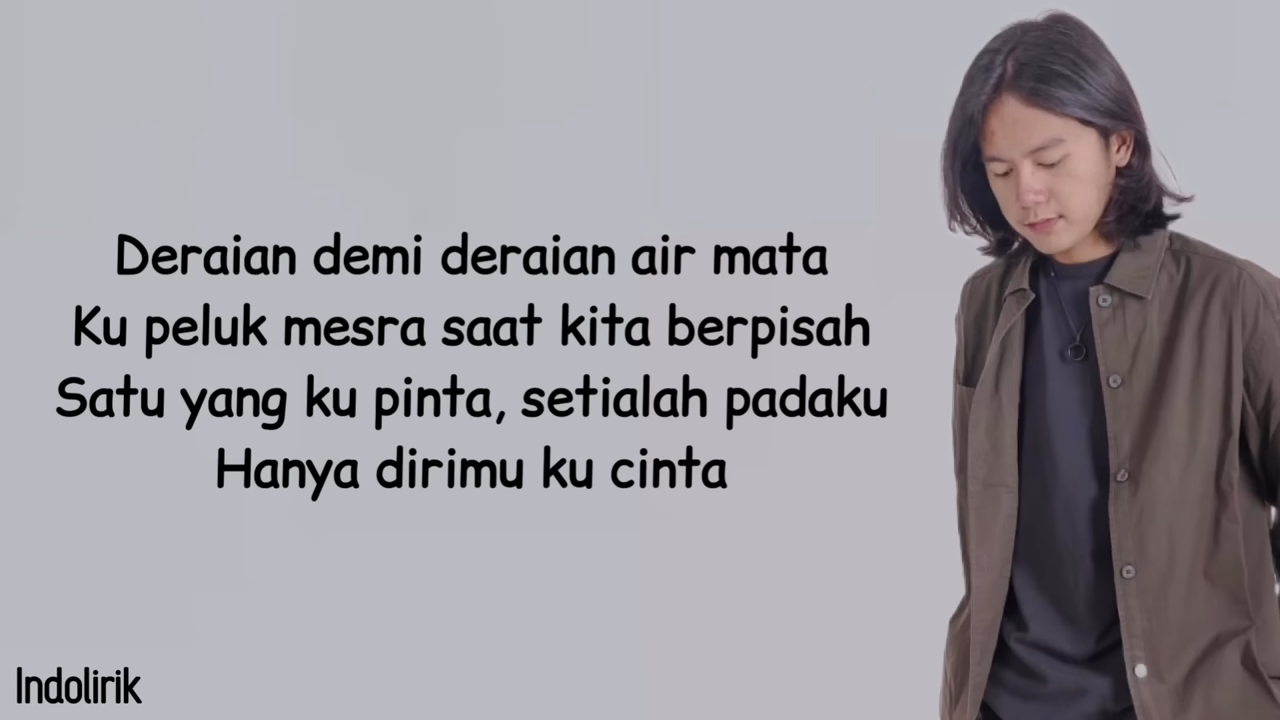 Deraian demi deraian air mata
Ku peluk mesra saat kita berpisah
Satu yang ku pinta, setialah padaku
Hanya dirimu ku cinta
Indolirik